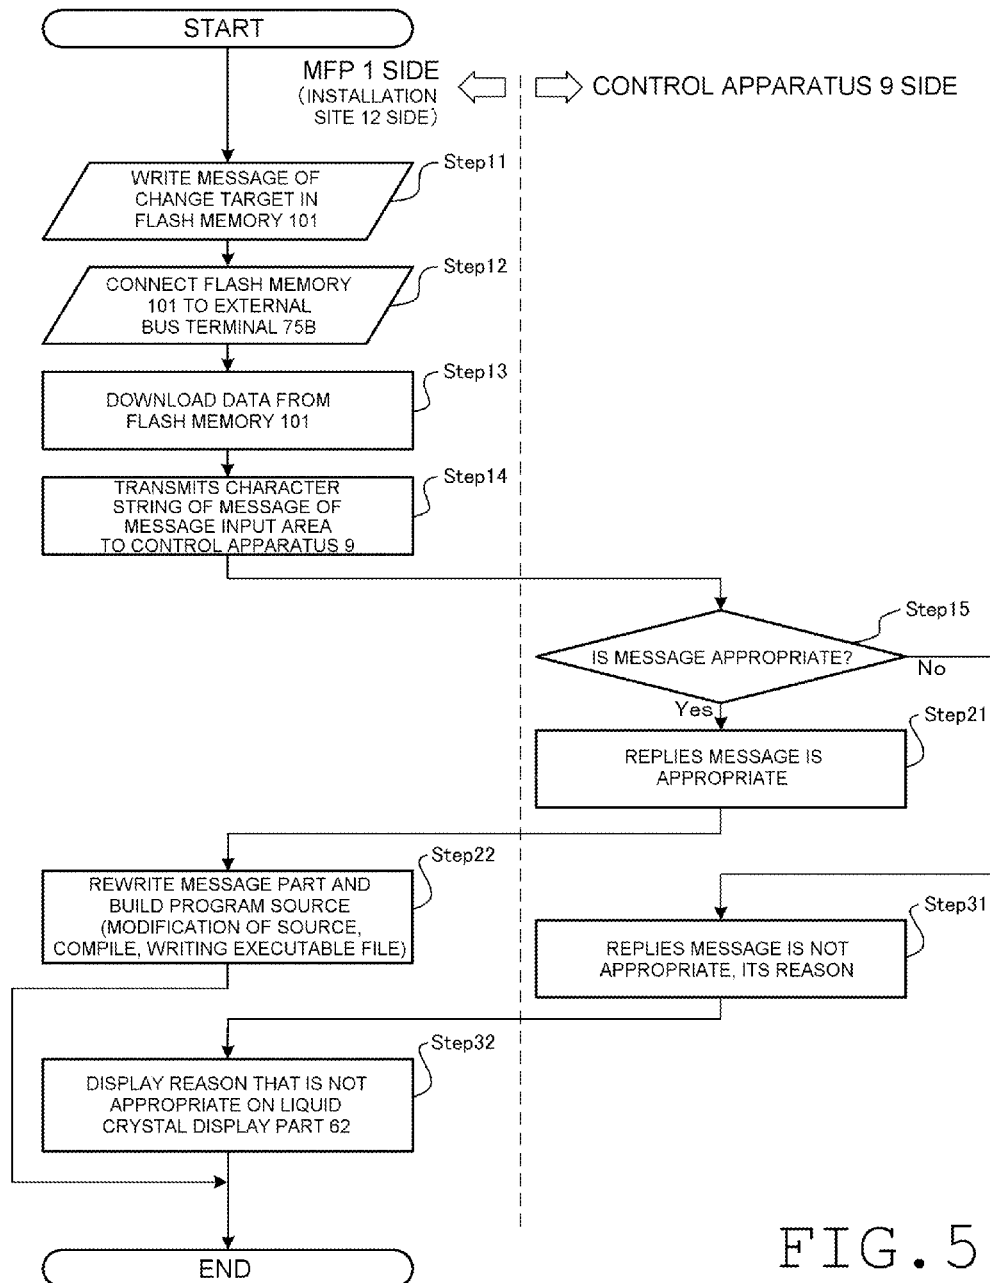 START
MFP 1 SIDE
(INSTALLATION
SITE 12 SIDE)
CONTROL APPARATUS 9 SIDE
Step11
WRITE MESSAGE OF
CHANGE TARGET IN
FLASH MEMORY 101
Step12
CONNECT FLASH MEMORY
101 TO EXTERNAL
BUS TERMINAL 75B
Step13
DOWNLOAD DATA FROM
FLASH MEMORY 101
Step14
TRANSMITS CHARACTER
STRING OF MESSAGE OF
MESSAGE INPUT AREA
TO CONTROL APPARATUS 9
Step15
IS MESSAGE APPROPRIATE?
No
Yes
Step21
REPLIES MESSAGE IS
APPROPRIATE
Step22
REWRITE MESSAGE PART AND
BUILD PROGRAM SOURCE
(MODIFICATION OF SOURCE,
COMPILE, WRITING EXECUTABLE FILE)
Step31
REPLIES MESSAGE IS NOT
APPROPRIATE, ITS REASON
Step32
DISPLAY REASON THAT IS NOT
APPROPRIATE ON LIQUID
CRYSTAL DISPLAY PART 62
END
FIG.5